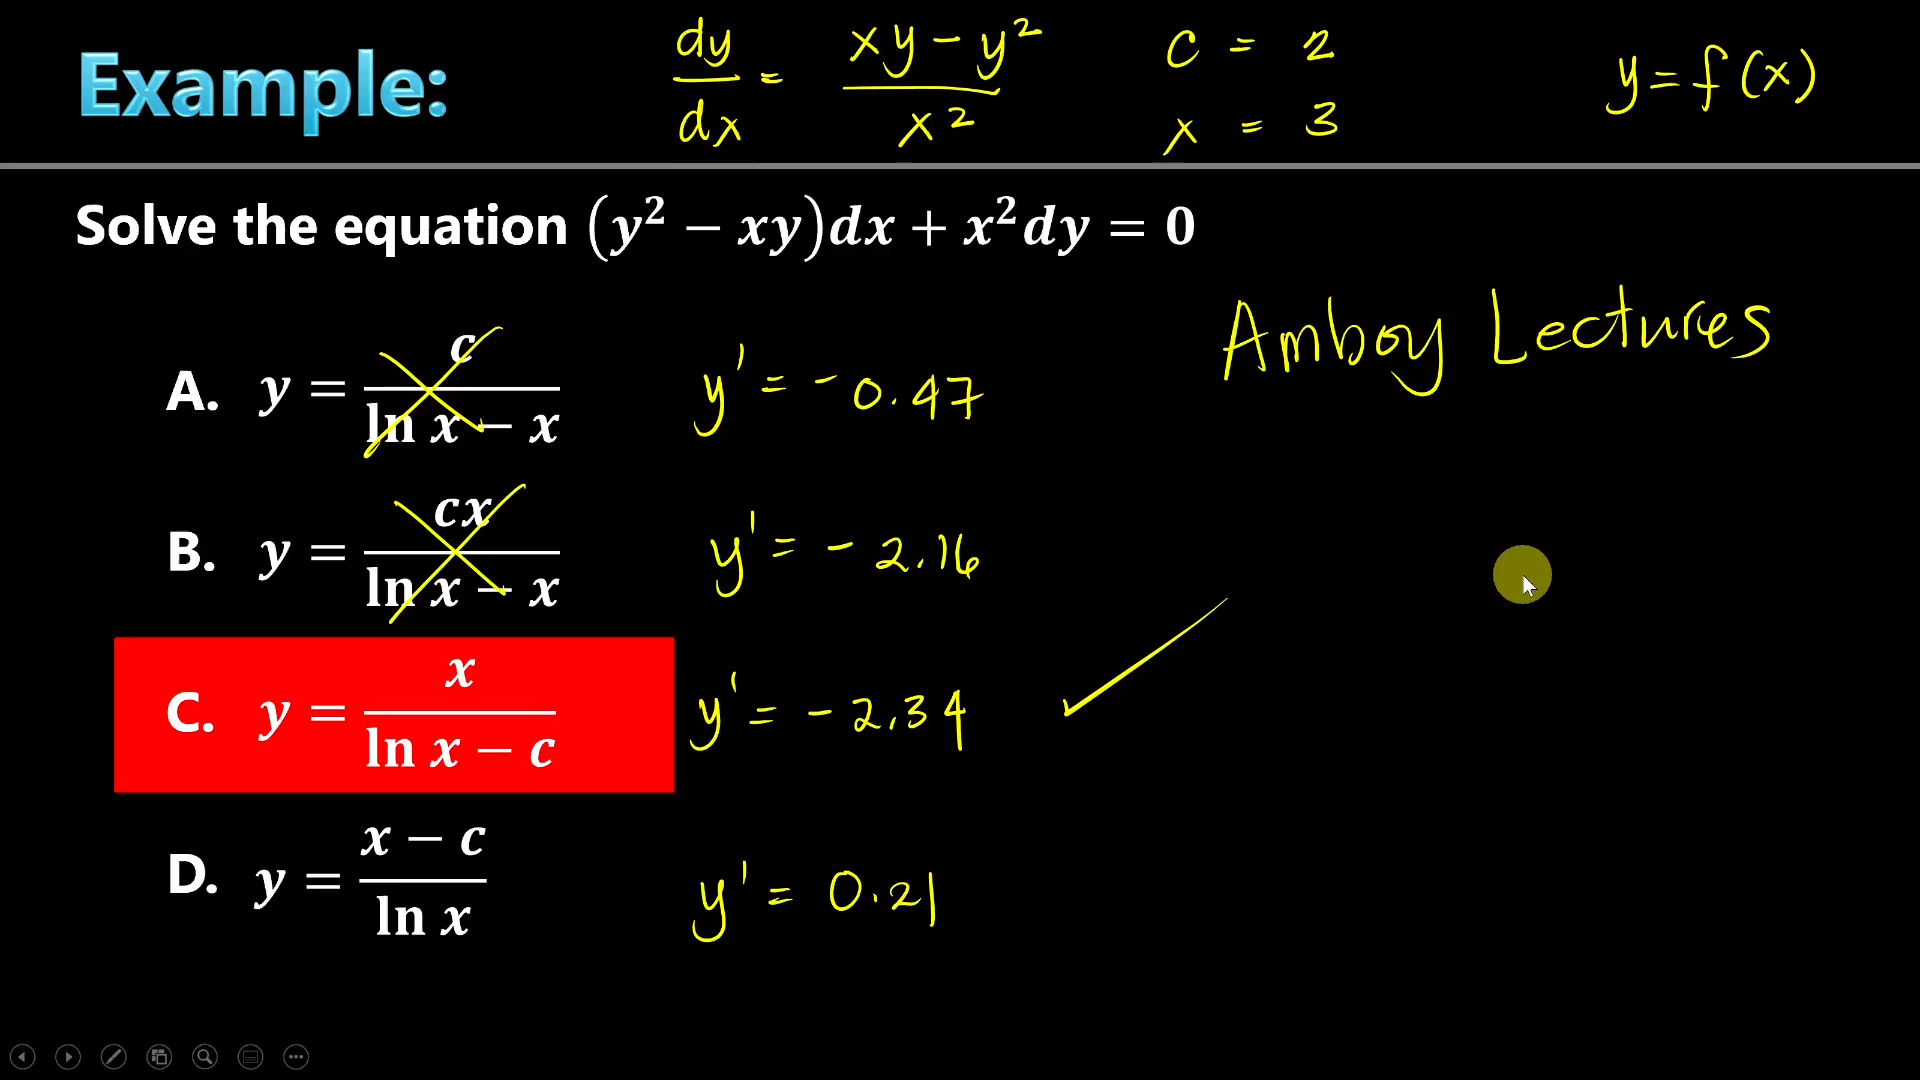 Example:
dy/dx = (xy - y²)/x²
c = 2
x = 3
y = f(x)
Solve the equation (y² − xy)dx + x²dy = 0
Amboy Lectures
A. y = c/(ln x − x)
y' = -0.47
B. y = cx/(ln x − x)
y' = -2.16
C. y = x/(ln x − c)
y' = -2.34
D. y = (x − c)/(ln x)
y' = 0.21